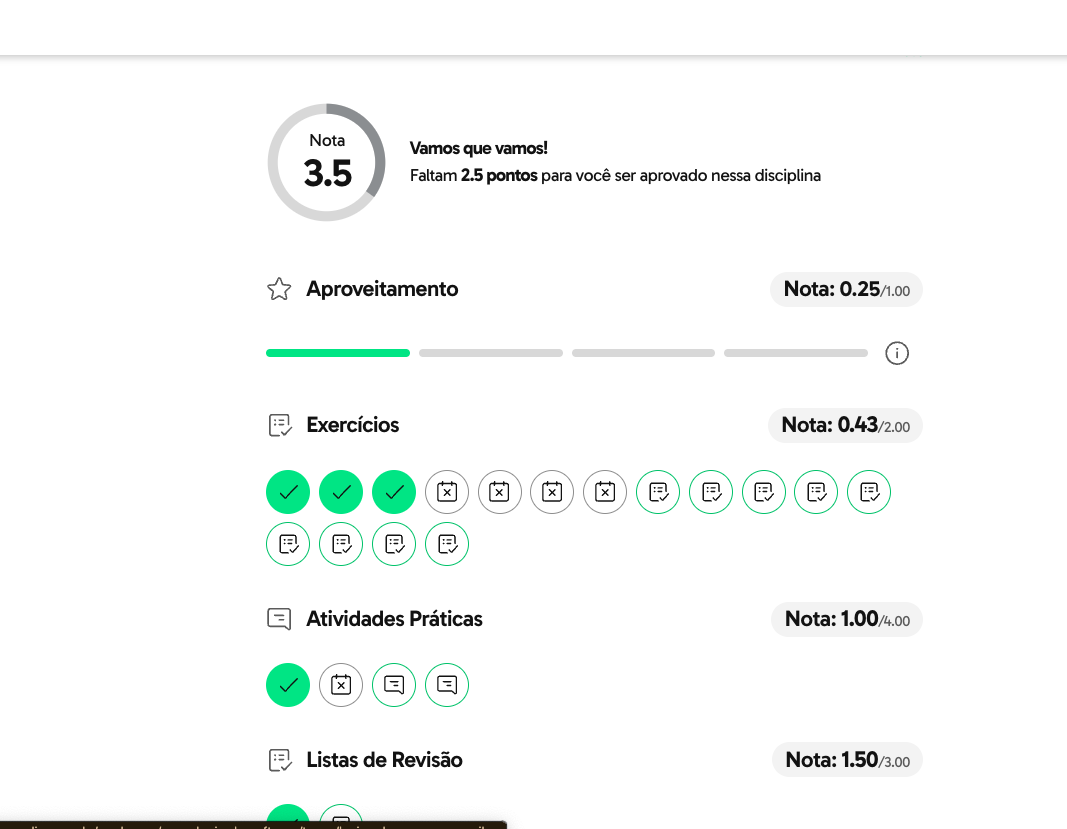 Nota
3.5
Vamos que vamos!
Faltam 2.5 pontos para você ser aprovado nessa disciplina
Aproveitamento
Nota: 0.25/1.00
Exercícios
Nota: 0.43/2.00
Atividades Práticas
Nota: 1.00/4.00
Listas de Revisão
Nota: 1.50/3.00